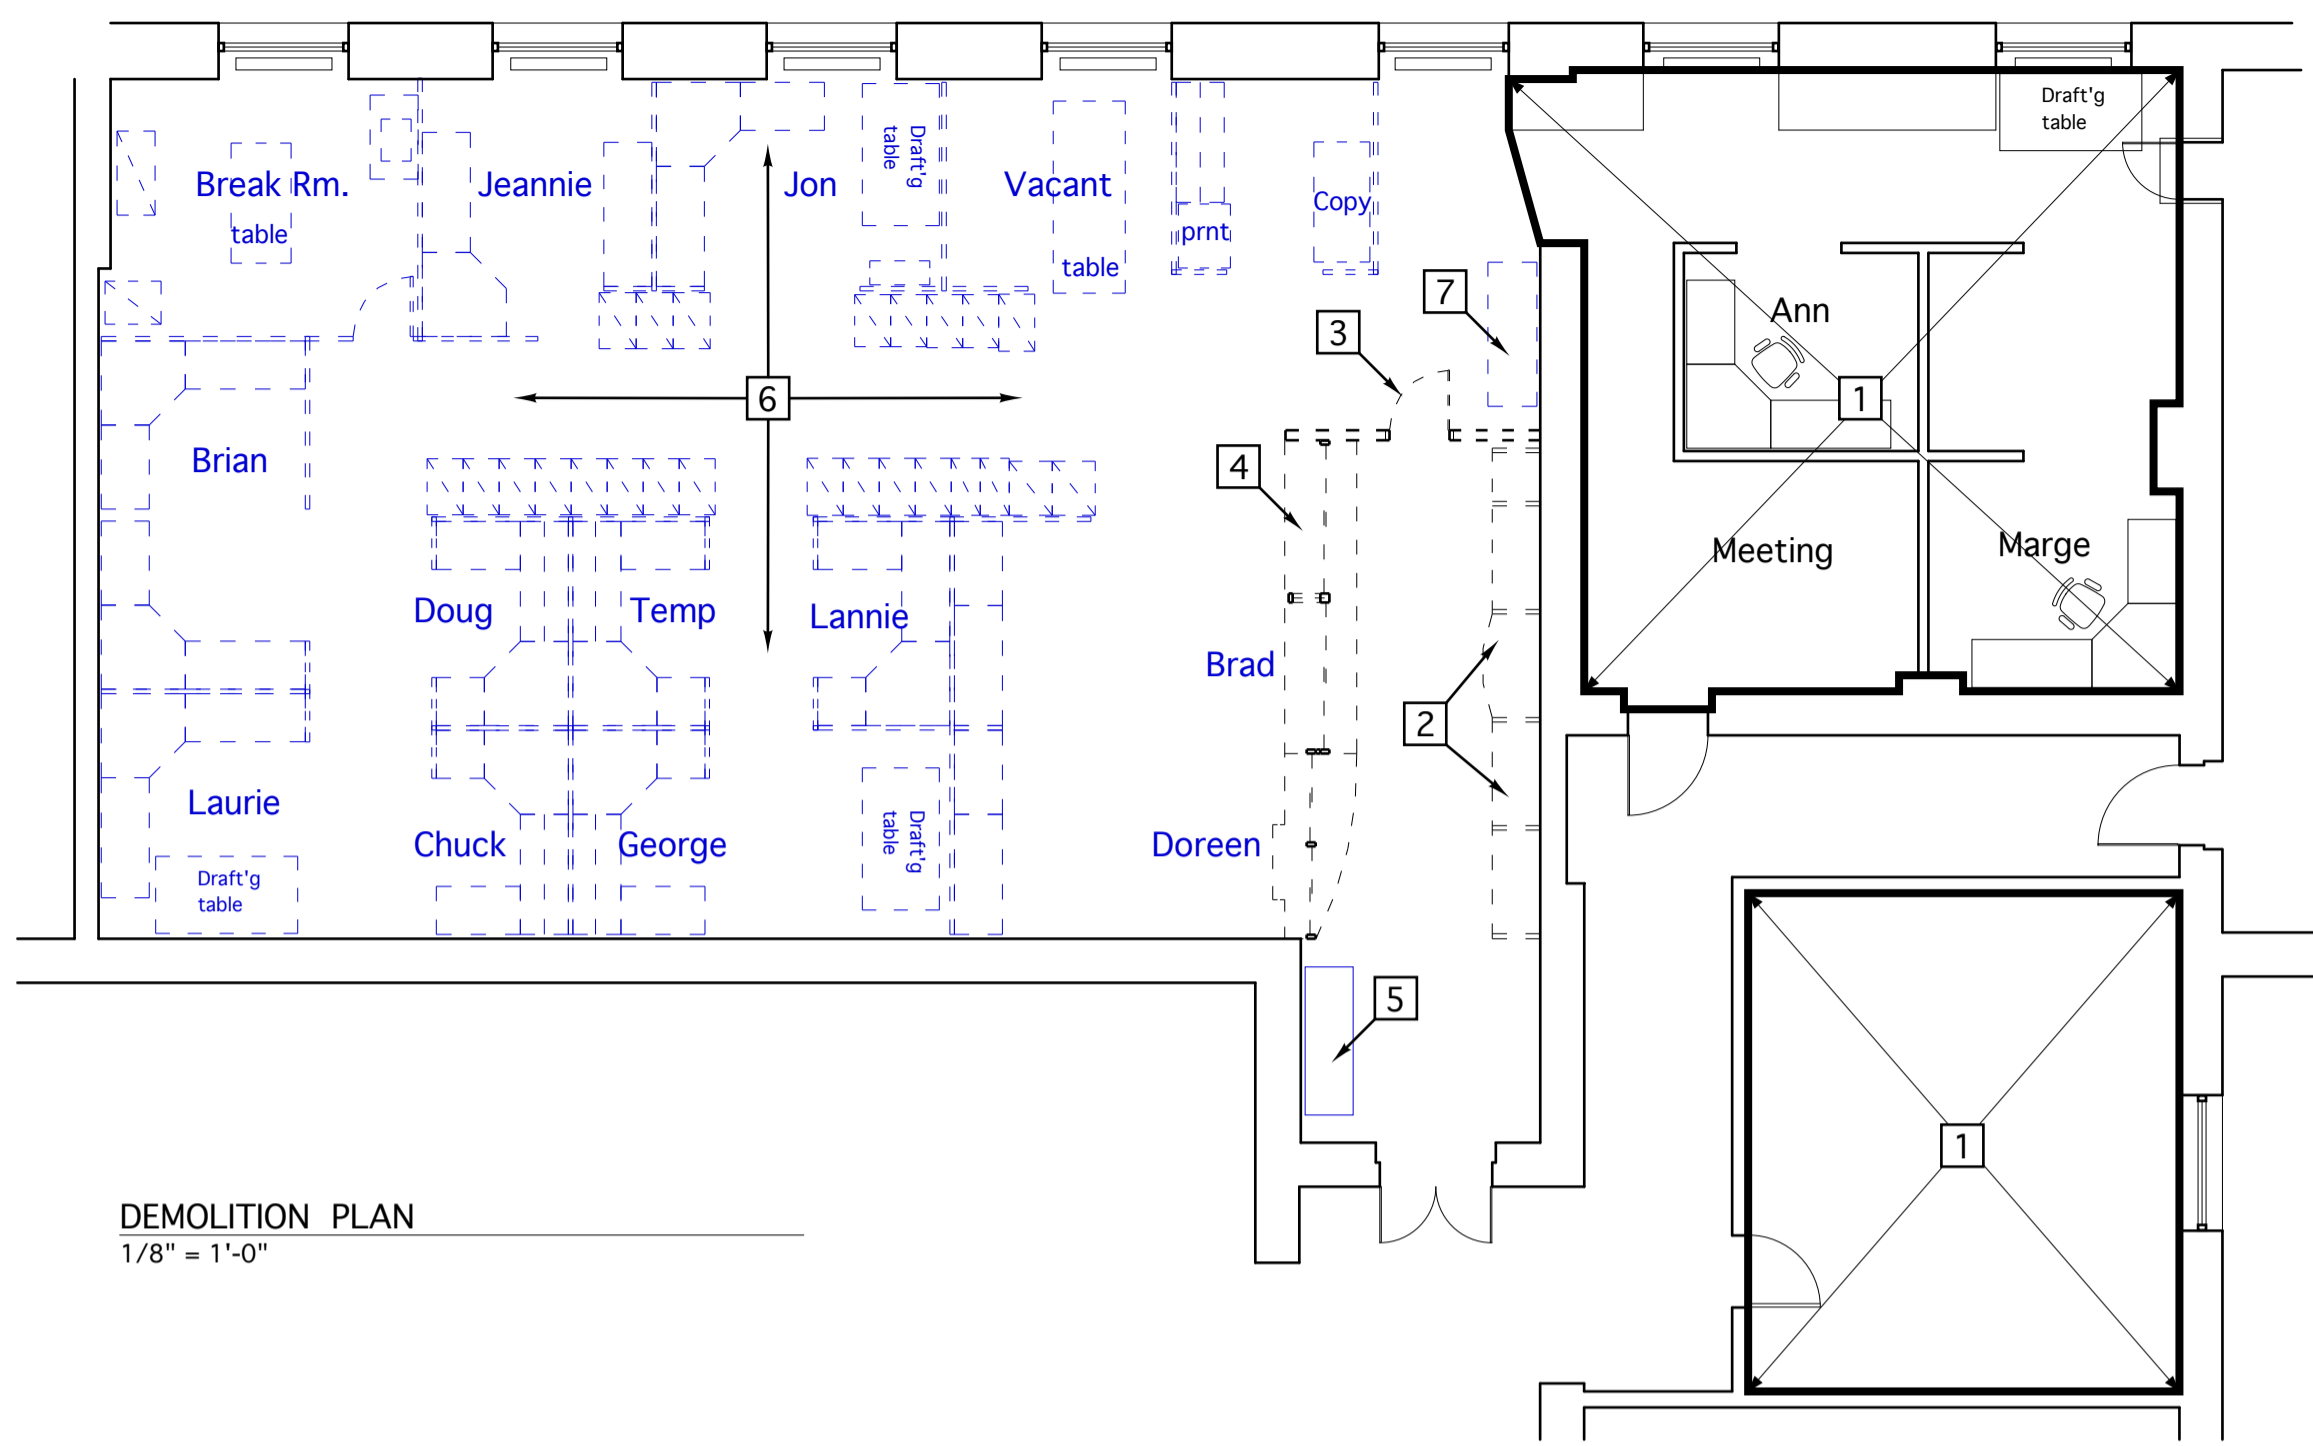 Draft'g
table
Draft'g
table
Break Rm.
Jeannie
Jon
Vacant
Copy
table
prnt
table
7
Ann
3
6
1
Brian
4
Meeting
Marge
Doug
Temp
Lannie
Brad
2
Laurie
Chuck
George
Draft'g
table
Doreen
Draft'g
table
5
1
DEMOLITION PLAN
1/8" = 1'-0"